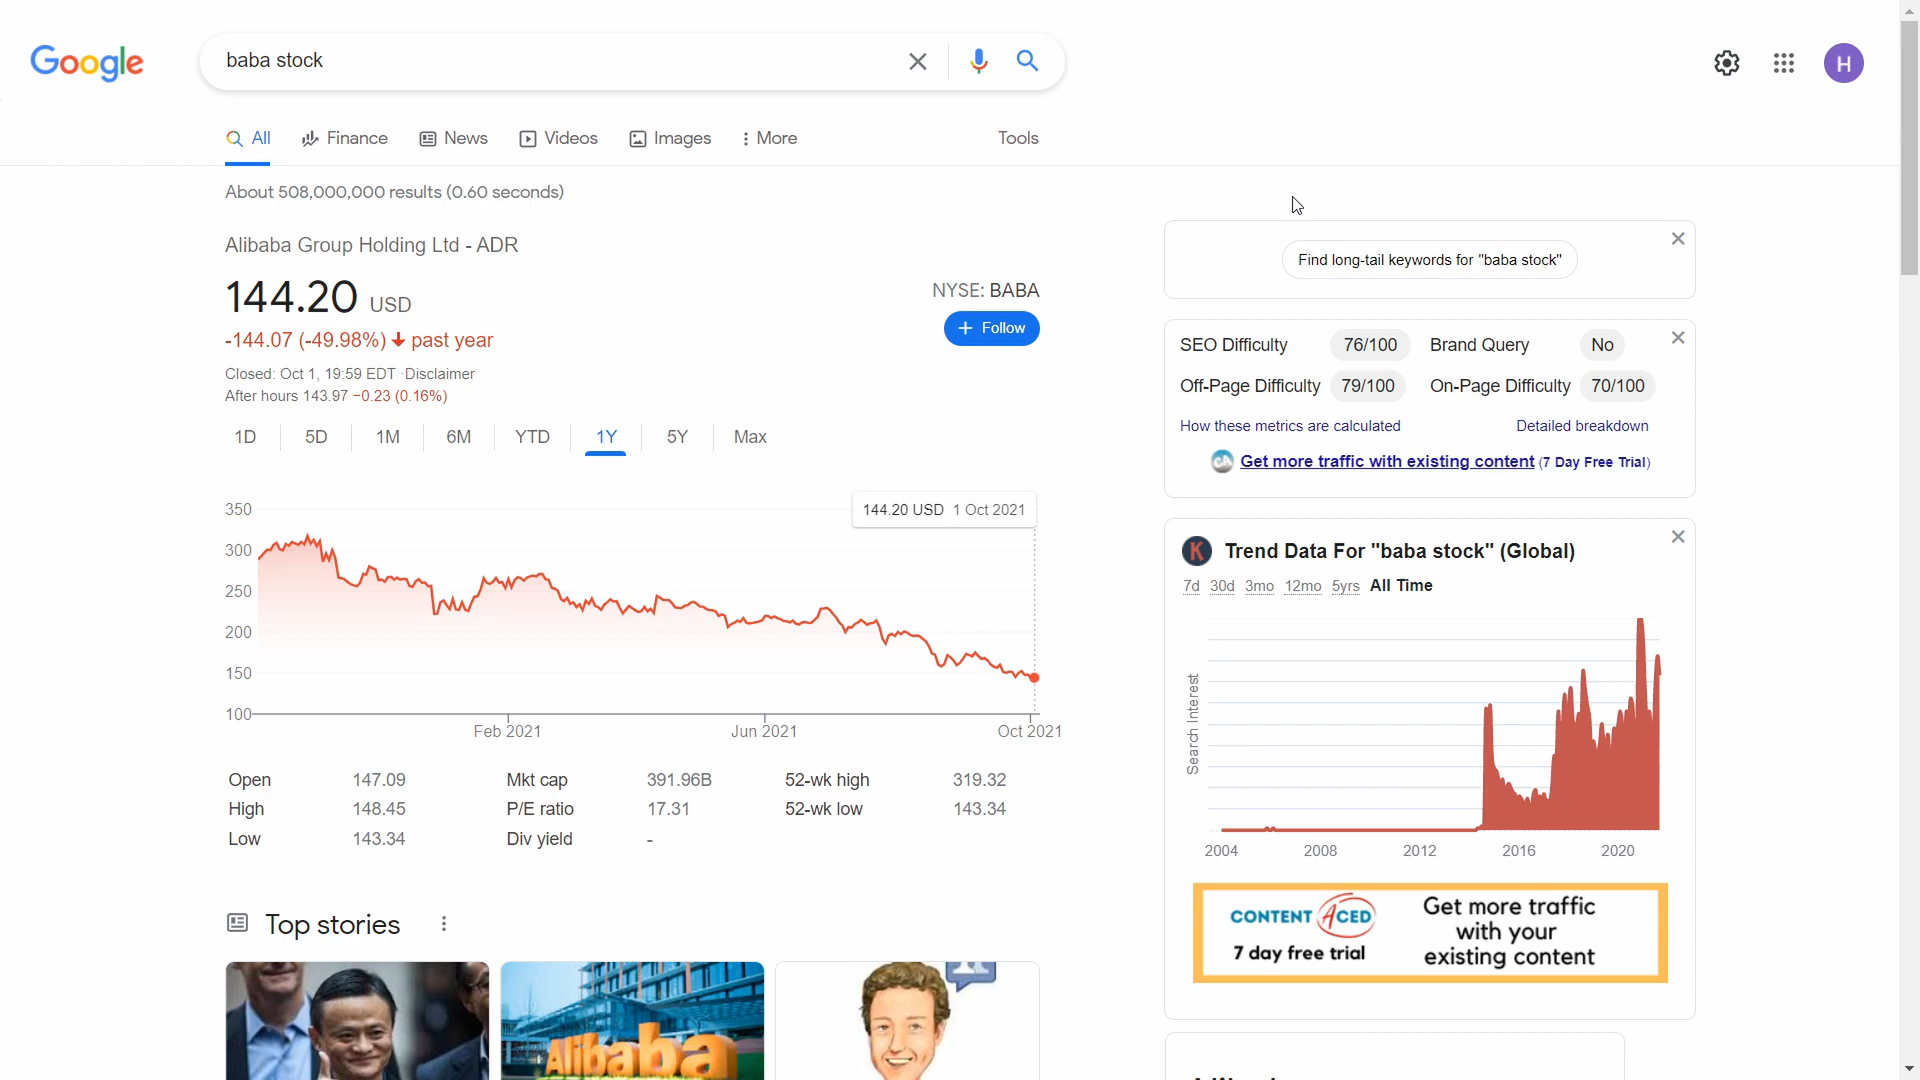 Google
baba stock
H
All
Finance
News
Videos
Images
More
Tools
About 508,000,000 results (0.60 seconds)
Alibaba Group Holding Ltd - ADR
144.20 USD
-144.07 (-49.98%) past year
Closed: Oct 1, 19:59 EDT ·Disclaimer
After hours 143.97 −0.23 (0.16%)
NYSE: BABA
+ Follow
1D 5D 1M 6M YTD 1Y 5Y Max
144.20 USD 1 Oct 2021
350
300
250
200
150
100
Feb 2021 Jun 2021 Oct 2021
Open 147.09 Mkt cap 391.96B 52-wk high 319.32
High 148.45 P/E ratio 17.31 52-wk low 143.34
Low 143.34 Div yield -
Top stories
Alibaba
Find long-tail keywords for "baba stock"
SEO Difficulty 76/100 Brand Query No
Off-Page Difficulty 79/100 On-Page Difficulty 70/100
How these metrics are calculated Detailed breakdown
CA Get more traffic with existing content (7 Day Free Trial)
K Trend Data For "baba stock" (Global)
7d 30d 3mo 12mo 5yrs All Time
Search Interest
2004 2008 2012 2016 2020
CONTENT ACED
7 day free trial
Get more traffic
with your
existing content